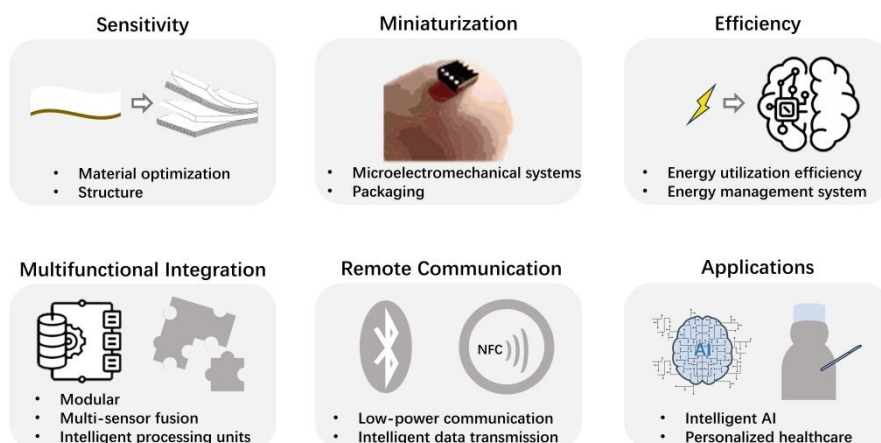 Sensitivity
Material optimization
Structure
Miniaturization
Microelectromechanical systems
Packaging
Efficiency
Energy utilization efficiency
Energy management system
Multifunctional Integration
Modular
Multi-sensor fusion
Intelligent processing units
Remote Communication
NFC
Low-power communication
Intelligent data transmission
Applications
AI
Intelligent AI
Personalized healthcare